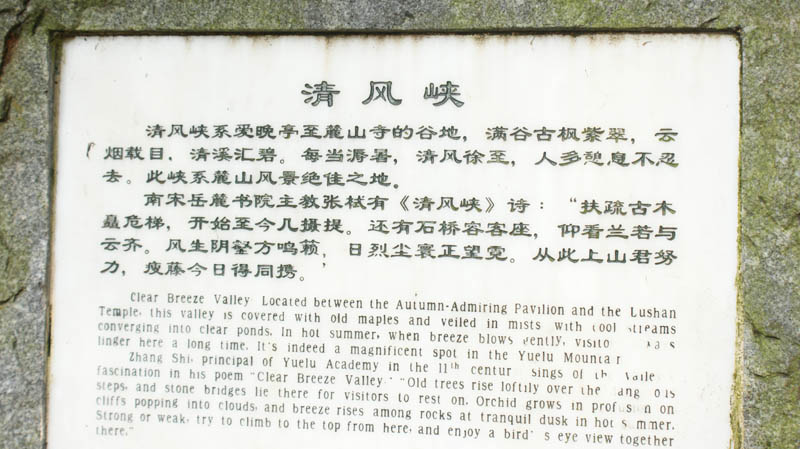 清风峡
清风峡系爱晚亭至麓山寺的谷地，满谷古枫紫翠，云
烟载目，清溪汇碧。每当溽暑，清风徐至，人多憩息不忍
去。此峡系麓山风景绝佳之地。
南宋岳麓书院主教张栻有《清风峡》诗：“扶疏古木
矗危梯，开始至今几摄提。还有石桥容客座，仰看兰若与
云齐。风生阴壑方鸣籁，日烈尘寰正望霓。从此上山君努
力，瘦藤今日得同携。’
Clear Breeze Valley Located between the Autumn-Admiring Pavilion and the Lushan
Temple, this valley is covered with old maples and veiled in mists with cool streams
converging into clear ponds. In hot summer, when breeze blows gently,
linger here a long time. It's indeed a magnificent spot in the Yuelu
Zhang Shi, principal of Yuelu Academy in the 11th sings of
fascination in his poem "Clear Breeze Valley." "Old trees rise loftily over the
steps, and stone bridges lie there for visitors to rest on. Orchid grows in profusion on
cliffs popping into clouds, and breeze rises among rocks at tranquil dusk in hot summer.
Strong or weak, try to climb to the top from here, and enjoy a bird's eye view together
there."